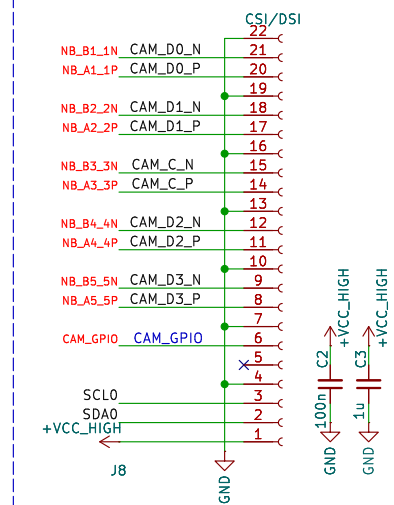 CSI/DSI
22
NB_B1_1N CAM_D0_N 21
NB_A1_1P CAM_D0_P 20
19
NB_B2_2N CAM_D1_N 18
NB_A2_2P CAM_D1_P 17
16
NB_B3_3N CAM_C_N 15
NB_A3_3P CAM_C_P 14
13
NB_B4_4N CAM_D2_N 12
NB_A4_4P CAM_D2_P 11
10
NB_B5_5N CAM_D3_N 9
NB_A5_5P CAM_D3_P 8
7
CAM_GPIO CAM_GPIO 6
5
4
SCL0 3
SDA0 2
+VCC_HIGH 1
J8
GND
+VCC_HIGH
C2
100n
GND
+VCC_HIGH
C3
1u
GND